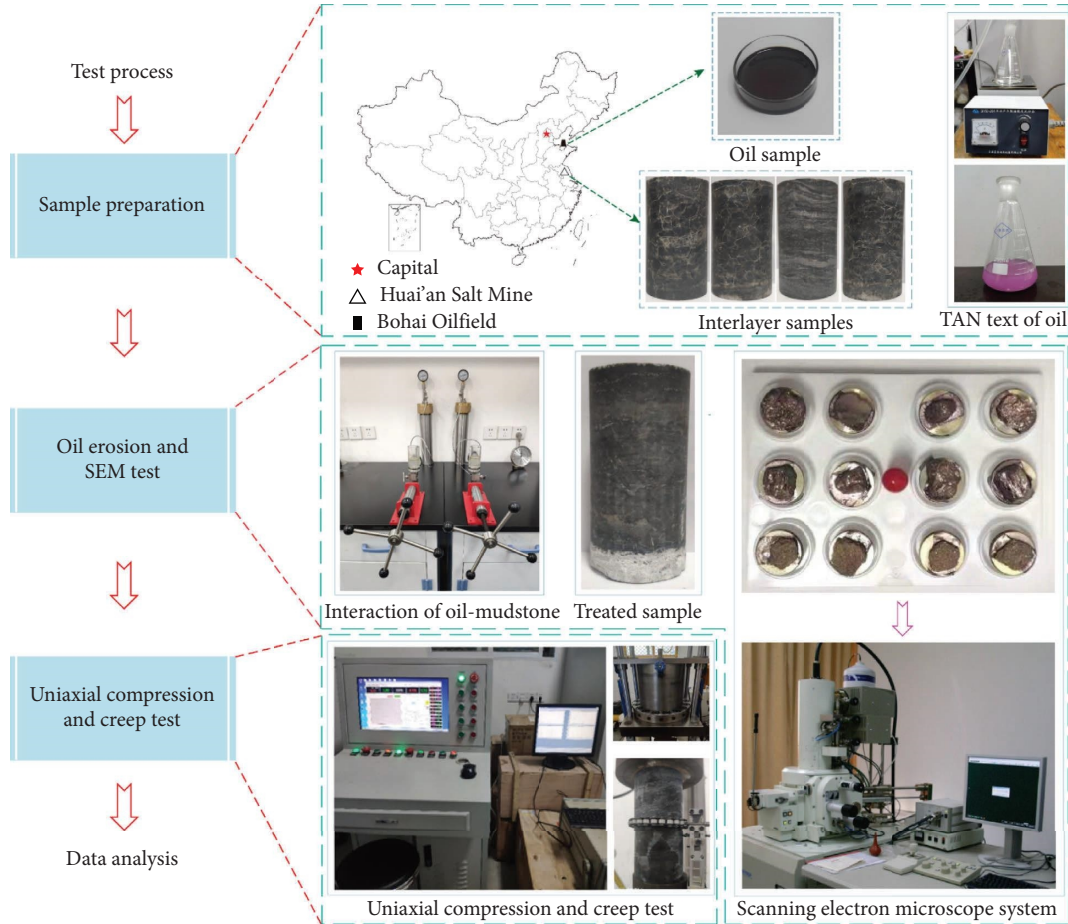 Test process
Sample preparation
Oil erosion and
SEM test
Uniaxial compression
and creep test
Data analysis
Capital
Huai'an Salt Mine
Bohai Oilfield
Oil sample
Interlayer samples
TAN text of oil
Interaction of oil-mudstone
Treated sample
Uniaxial compression and creep test
Scanning electron microscope system